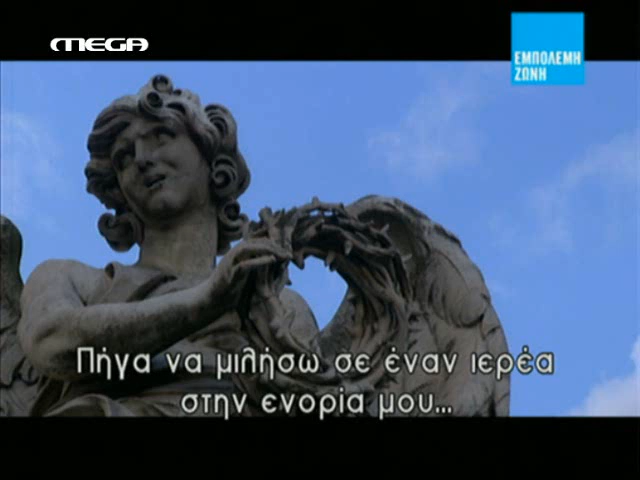 MEGA
ΕΜΠΟΛΕΜΗ
ΖΩΝΗ
Πήγα να μιλήσω σε έναν ιερέα
στην ενορία μου...